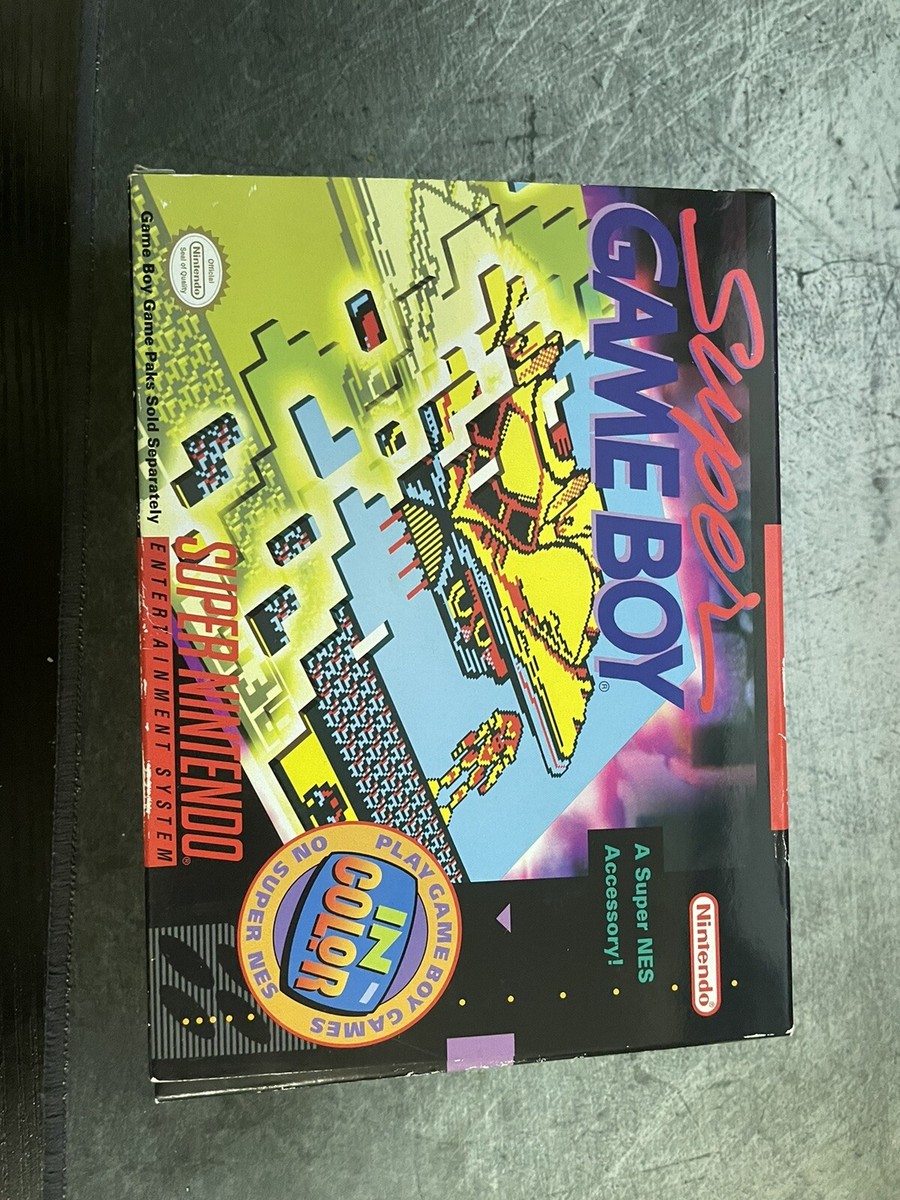 Super
GAME BOY®
Nintendo®
A Super NES
Accessory!
PLAY GAME BOY GAMES
IN
COLOR
ON SUPER NES
Official
Nintendo
Seal of Quality
SUPER NINTENDO®
ENTERTAINMENT SYSTEM
Game Boy Game Paks Sold Separately